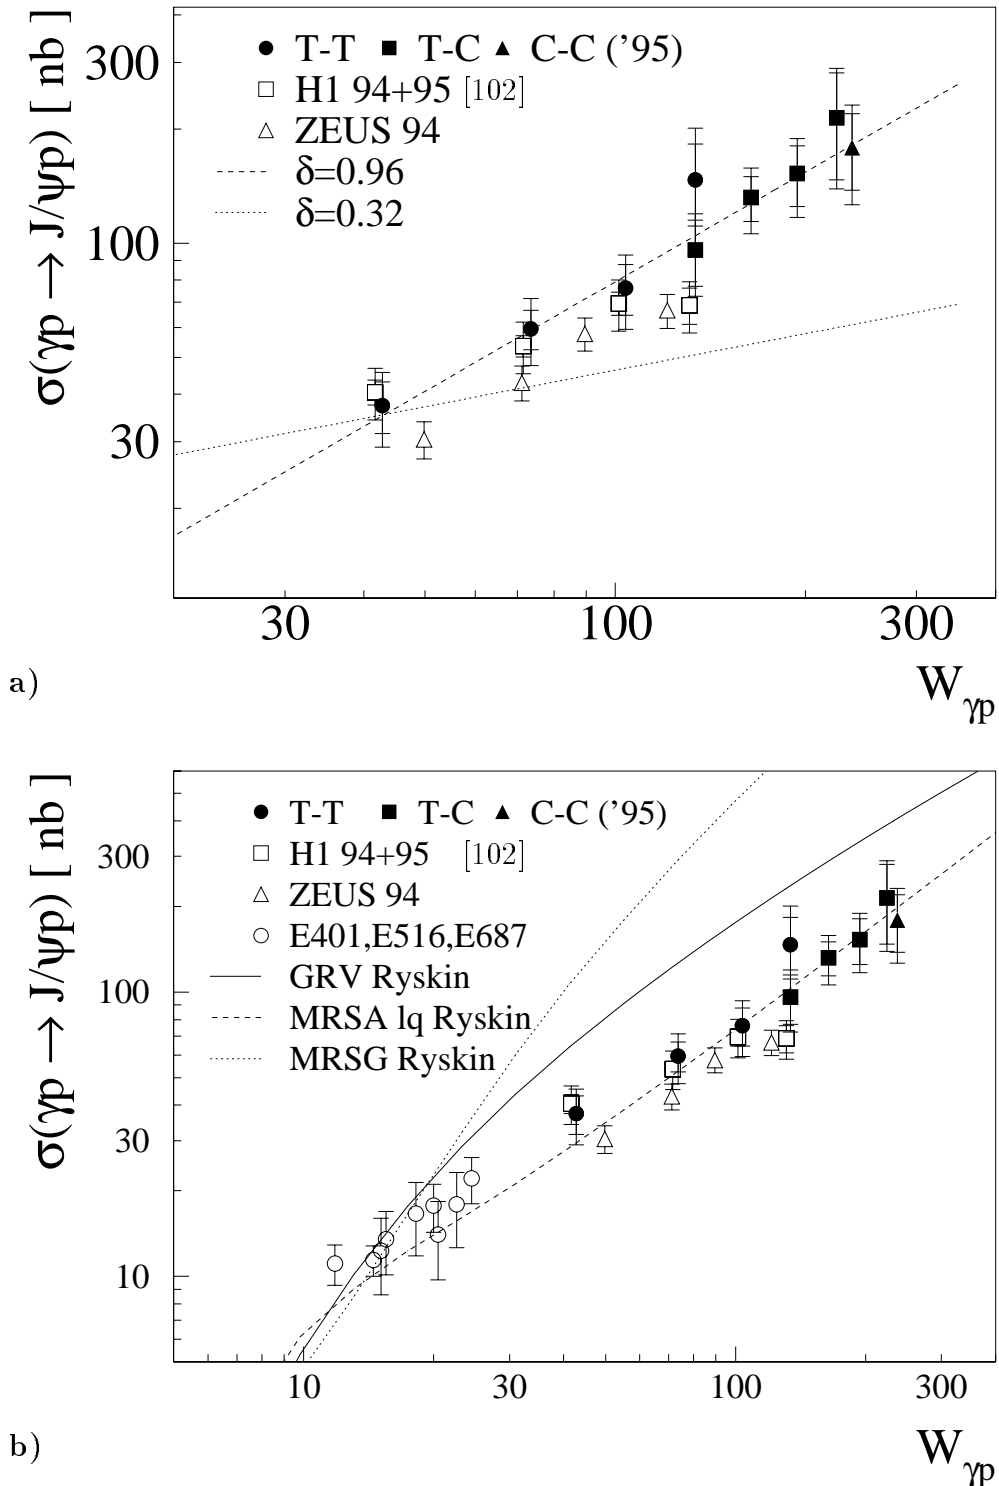 σ(γp → J/ψp) [ nb ]
300
100
30
T-T T-C C-C (’95)
H1 94+95 [102]
ZEUS 94
δ=0.96
δ=0.32
30 100 300
a)
Wγp
σ(γp → J/ψp) [ nb ]
300
100
30
10
T-T T-C C-C (’95)
H1 94+95 [102]
ZEUS 94
E401,E516,E687
GRV Ryskin
MRSA lq Ryskin
MRSG Ryskin
10 30 100 300
b)
Wγp